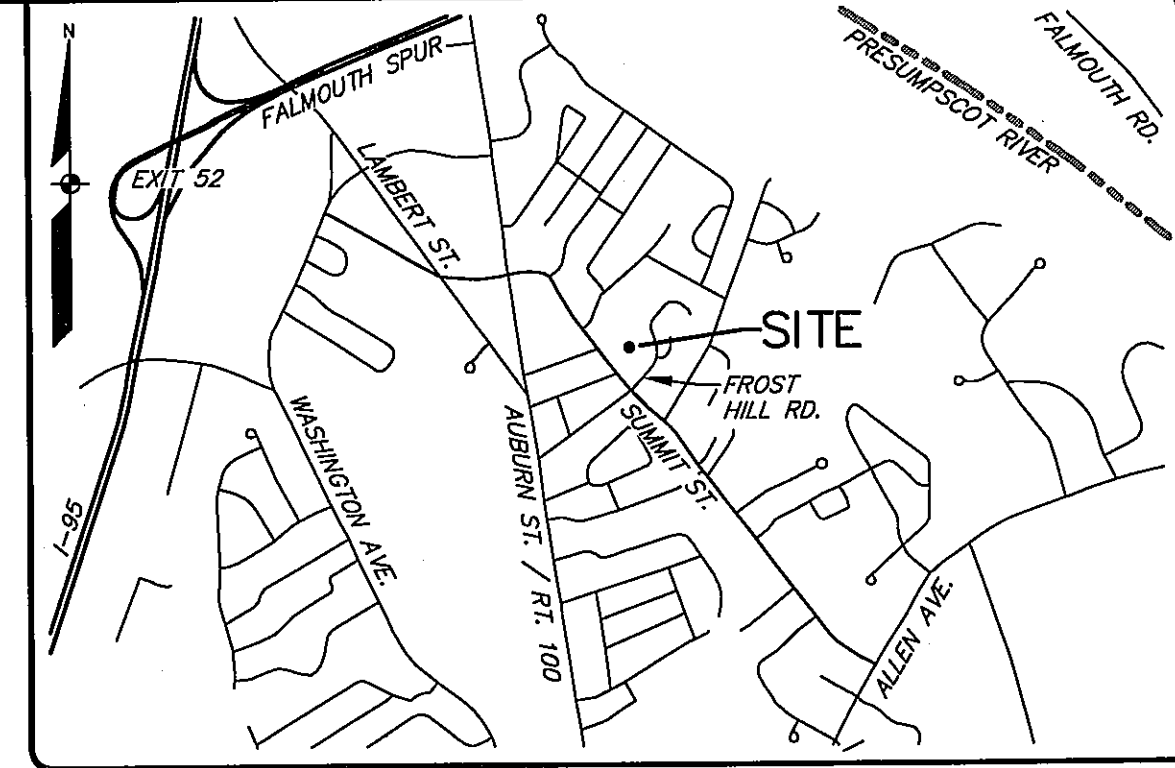 N
FALMOUTH SPUR
EXIT 52
LAMBERT ST.
PRESUMPSCOT RIVER
FALMOUTH RD.
SITE
FROST
HILL RD.
SUMMIT ST.
WASHINGTON AVE.
AUBURN ST. / RT. 100
I-95
ALLEN AVE.